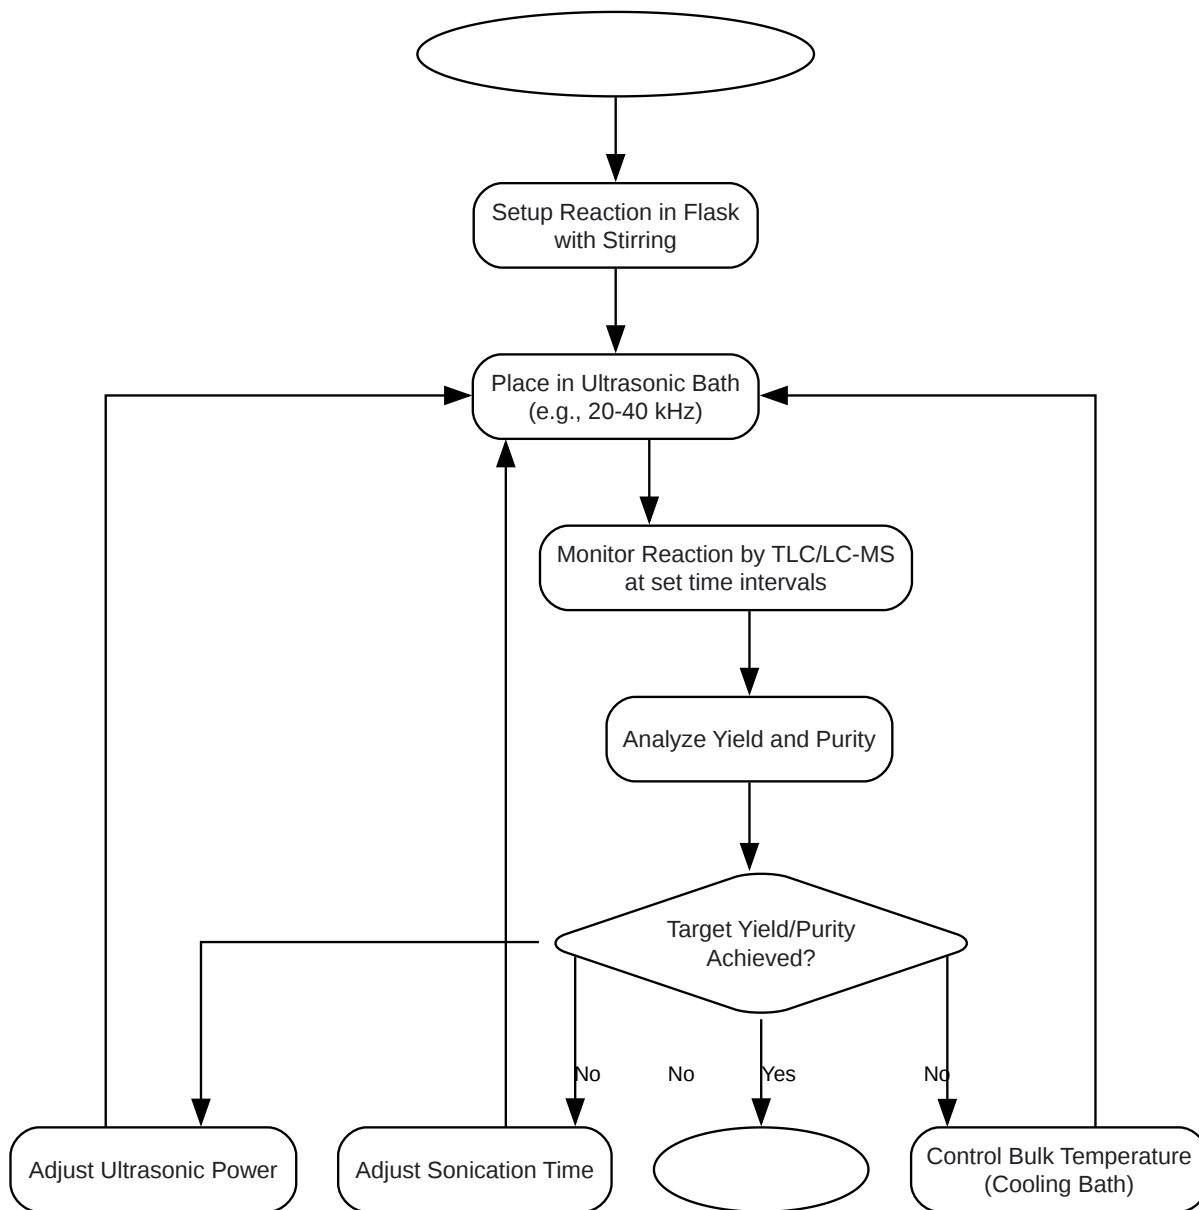 Setup Reaction in Flask
with Stirring
Place in Ultrasonic Bath
(e.g., 20-40 kHz)
Monitor Reaction by TLC/LC-MS
at set time intervals
Analyze Yield and Purity
Target Yield/Purity
Achieved?
No
No
Yes
No
Adjust Ultrasonic Power
Adjust Sonication Time
Control Bulk Temperature
(Cooling Bath)